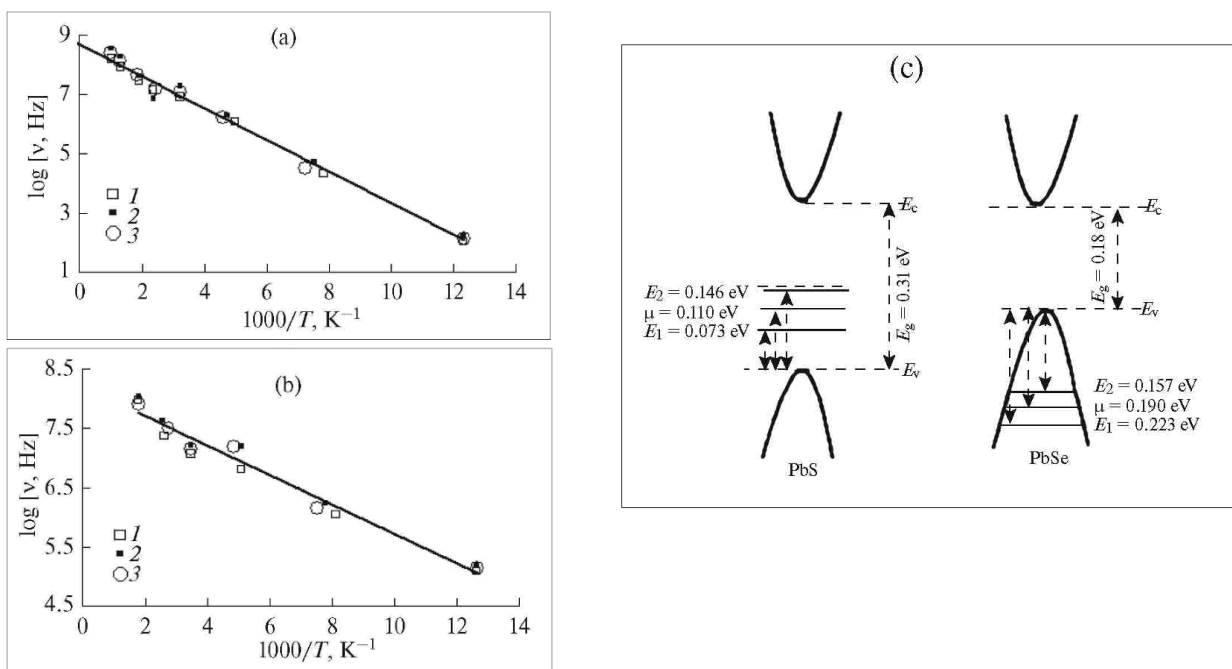 (a)
9
7
5
3
1
log [ν, Hz]
1
2
3
0 2 4 6 8 10 12 14
1000/T, K⁻¹
(b)
8.5
7.5
6.5
5.5
4.5
log [ν, Hz]
1
2
3
0 2 4 6 8 10 12 14
1000/T, K⁻¹
(c)
E_c
E_g = 0.31 eV
E₂ = 0.146 eV
μ = 0.110 eV
E₁ = 0.073 eV
E_v
PbS
E_c
E_g = 0.18 eV
E_v
E₂ = 0.157 eV
μ = 0.190 eV
E₁ = 0.223 eV
PbSe